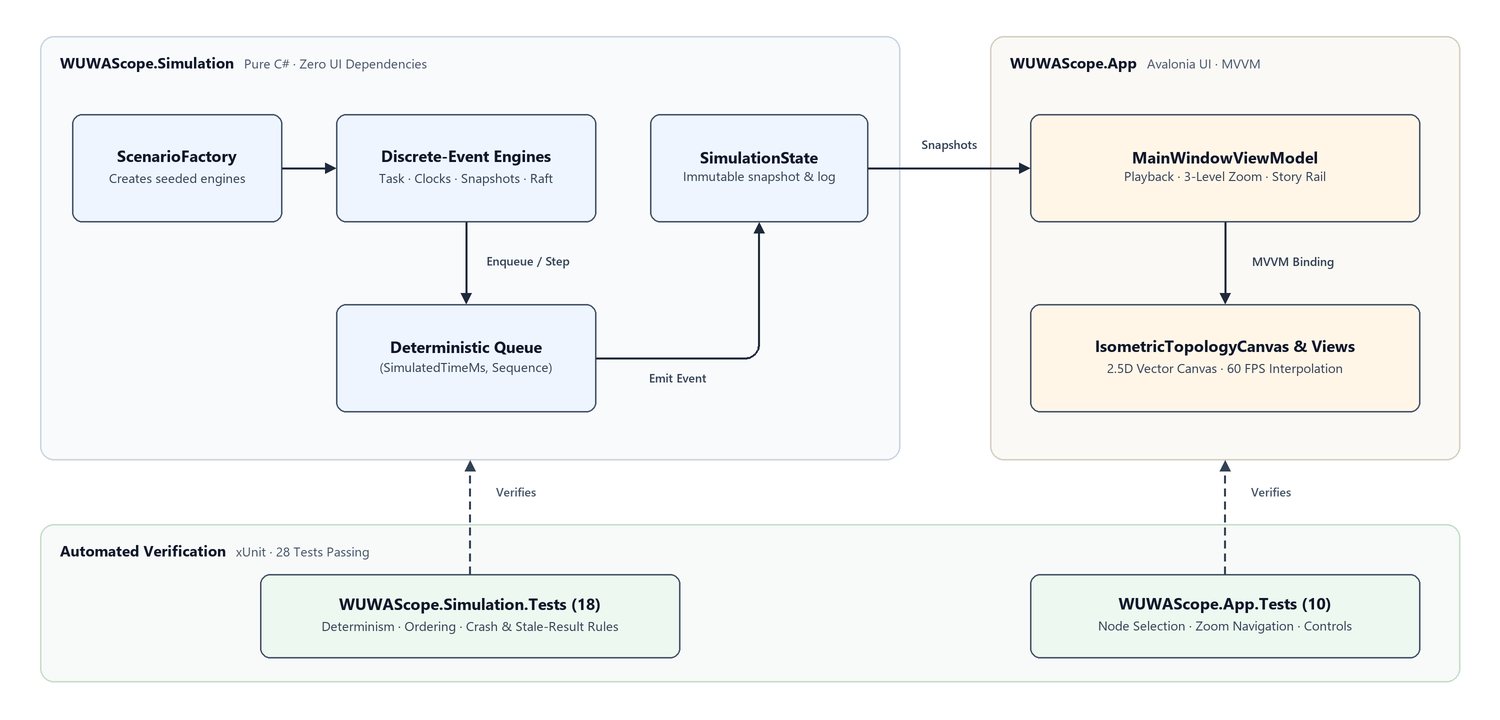 WUWAScope.Simulation Pure C# · Zero UI Dependencies
ScenarioFactory
Creates seeded engines
Discrete-Event Engines
Task · Clocks · Snapshots · Raft
SimulationState
Immutable snapshot & log
Enqueue / Step
Deterministic Queue
(SimulatedTimeMs, Sequence)
Emit Event
Snapshots
WUWAScope.App Avalonia UI · MVVM
MainWindowViewModel
Playback · 3-Level Zoom · Story Rail
MVVM Binding
IsometricTopologyCanvas & Views
2.5D Vector Canvas · 60 FPS Interpolation
Verifies
Verifies
Automated Verification xUnit · 28 Tests Passing
WUWAScope.Simulation.Tests (18)
Determinism · Ordering · Crash & Stale-Result Rules
WUWAScope.App.Tests (10)
Node Selection · Zoom Navigation · Controls